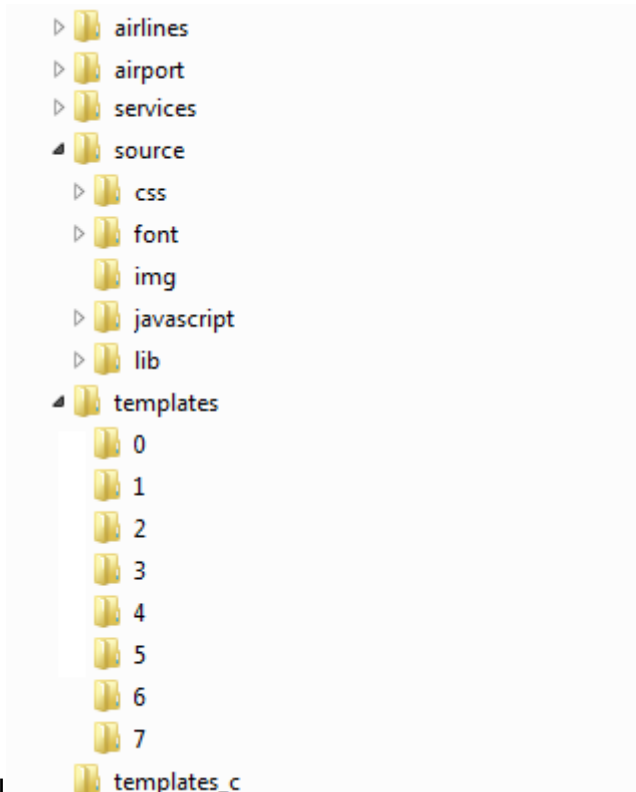 airlines
airport
services
source
css
font
img
javascript
lib
templates
0
1
2
3
4
5
6
7
templates_c